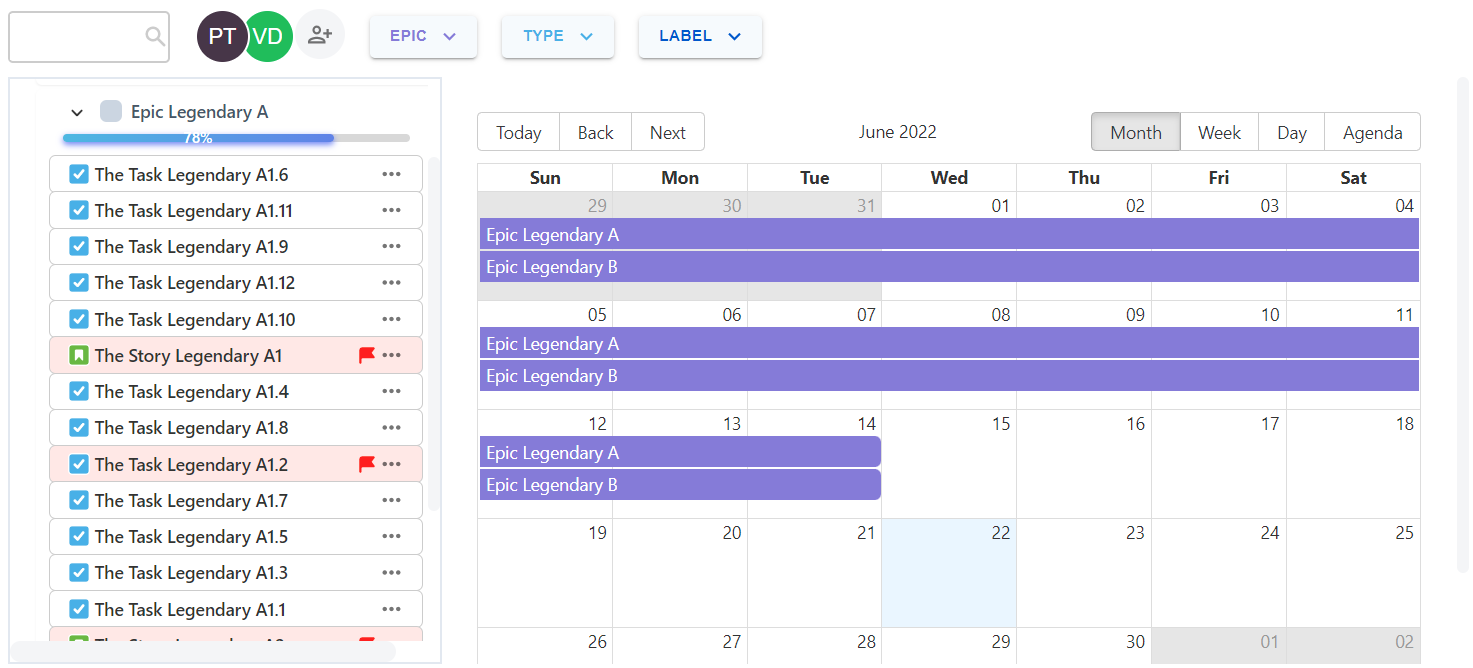 PT VD EPIC TYPE LABEL
Epic Legendary A
78%
The Task Legendary A1.6
The Task Legendary A1.11
The Task Legendary A1.9
The Task Legendary A1.12
The Task Legendary A1.10
The Story Legendary A1
The Task Legendary A1.4
The Task Legendary A1.8
The Task Legendary A1.2
The Task Legendary A1.7
The Task Legendary A1.5
The Task Legendary A1.3
The Task Legendary A1.1
Today Back Next June 2022 Month Week Day Agenda
Sun Mon Tue Wed Thu Fri Sat
29 30 31 01 02 03 04
Epic Legendary A
Epic Legendary B
05 06 07 08 09 10 11
Epic Legendary A
Epic Legendary B
12 13 14 15 16 17 18
Epic Legendary A
Epic Legendary B
19 20 21 22 23 24 25
26 27 28 29 30 01 02